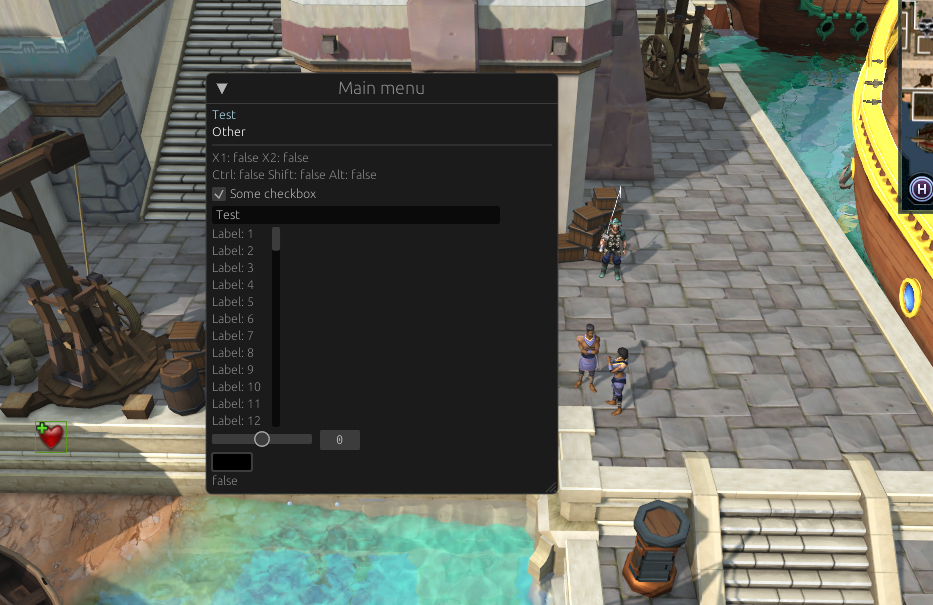 Main menu
Test
Other
X1: false X2: false
Ctrl: false Shift: false Alt: false
Some checkbox
Test
Label: 1
Label: 2
Label: 3
Label: 4
Label: 5
Label: 6
Label: 7
Label: 8
Label: 9
Label: 10
Label: 11
Label: 12
0
false
H